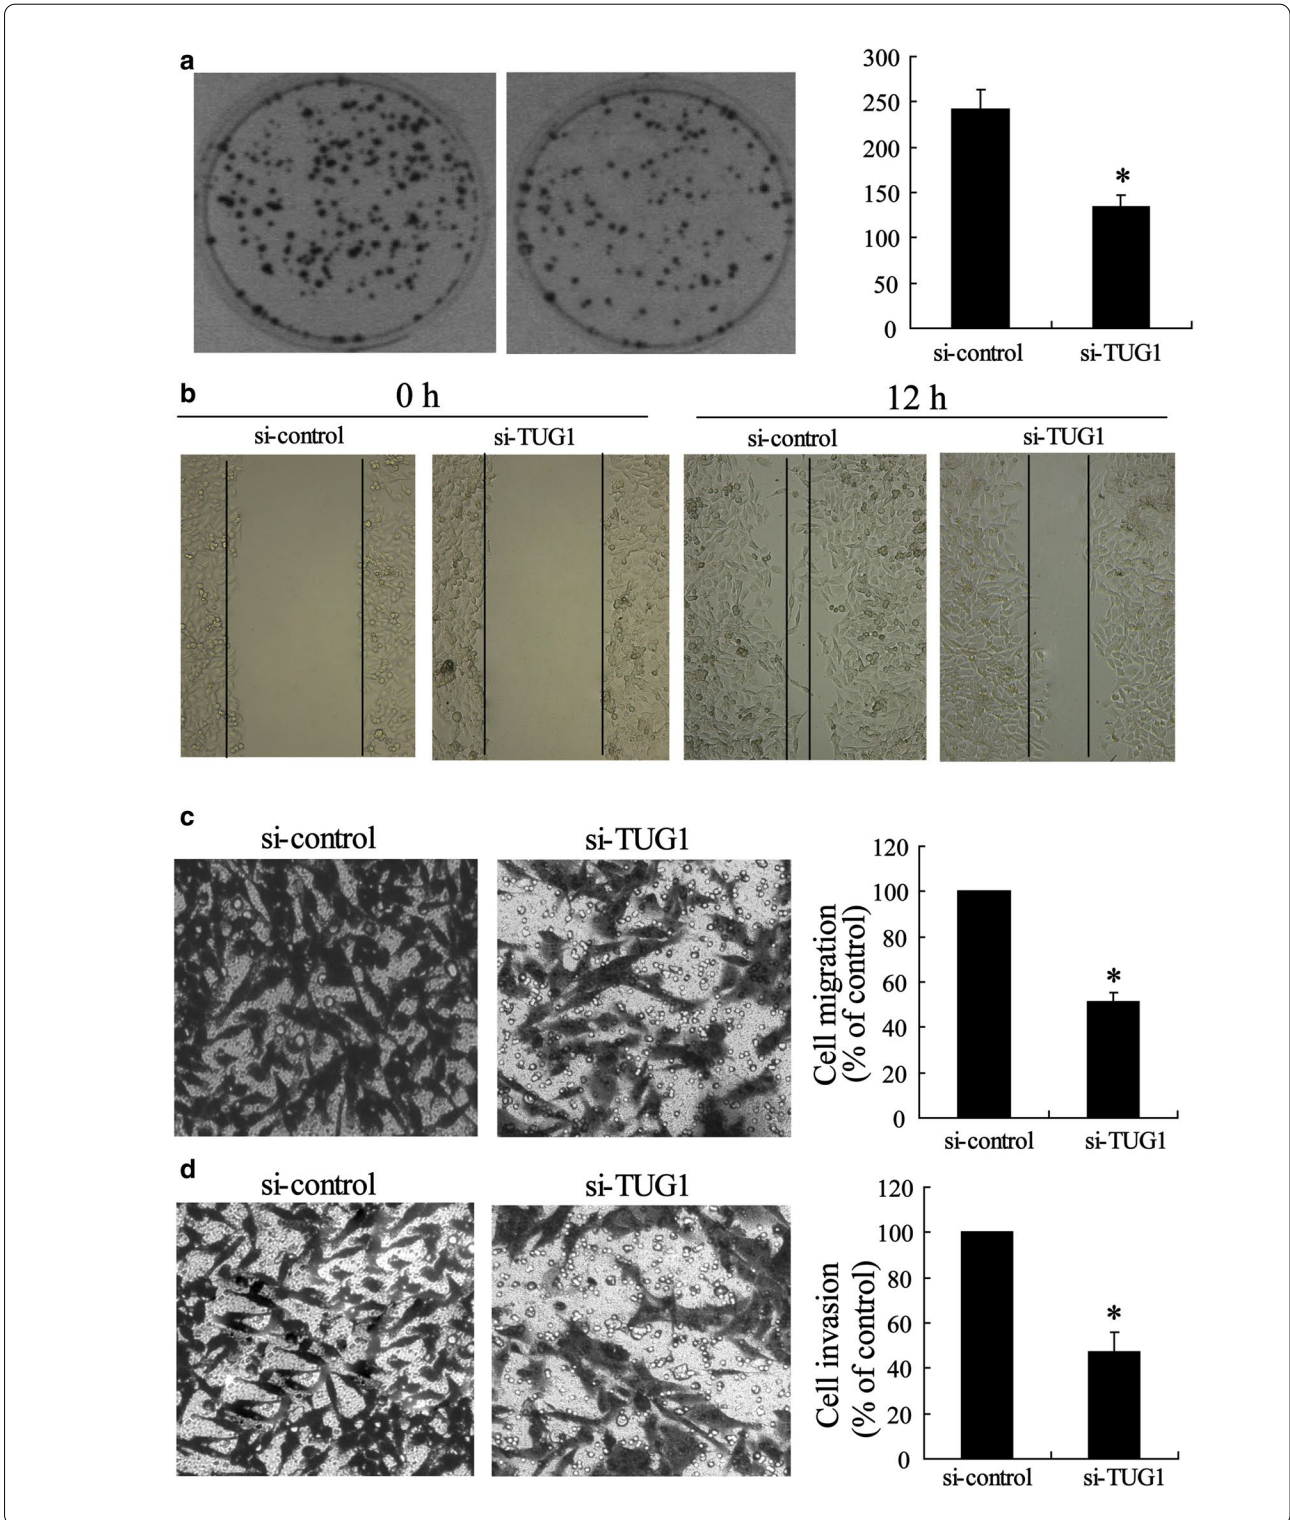 a
300
250
200
150
100
50
0
*
si-control si-TUG1
b
0 h 12 h
si-control si-TUG1 si-control si-TUG1
c
si-control si-TUG1
Cell migration
(% of control)
120
100
80
60
40
20
0
*
si-control si-TUG1
d
si-control si-TUG1
Cell invasion
(% of control)
120
100
80
60
40
20
0
*
si-control si-TUG1